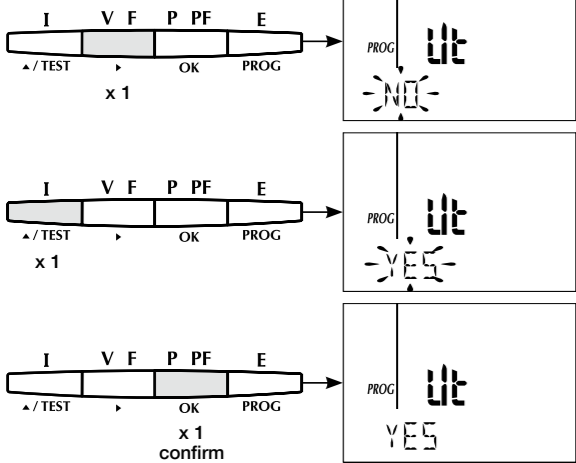 I V F P PF E
▲ / TEST ▶ OK PROG
x 1
PROG Ut
NO
I V F P PF E
▲ / TEST ▶ OK PROG
x 1
PROG Ut
YES
I V F P PF E
▲ / TEST ▶ OK PROG
x 1
confirm
PROG Ut
YES